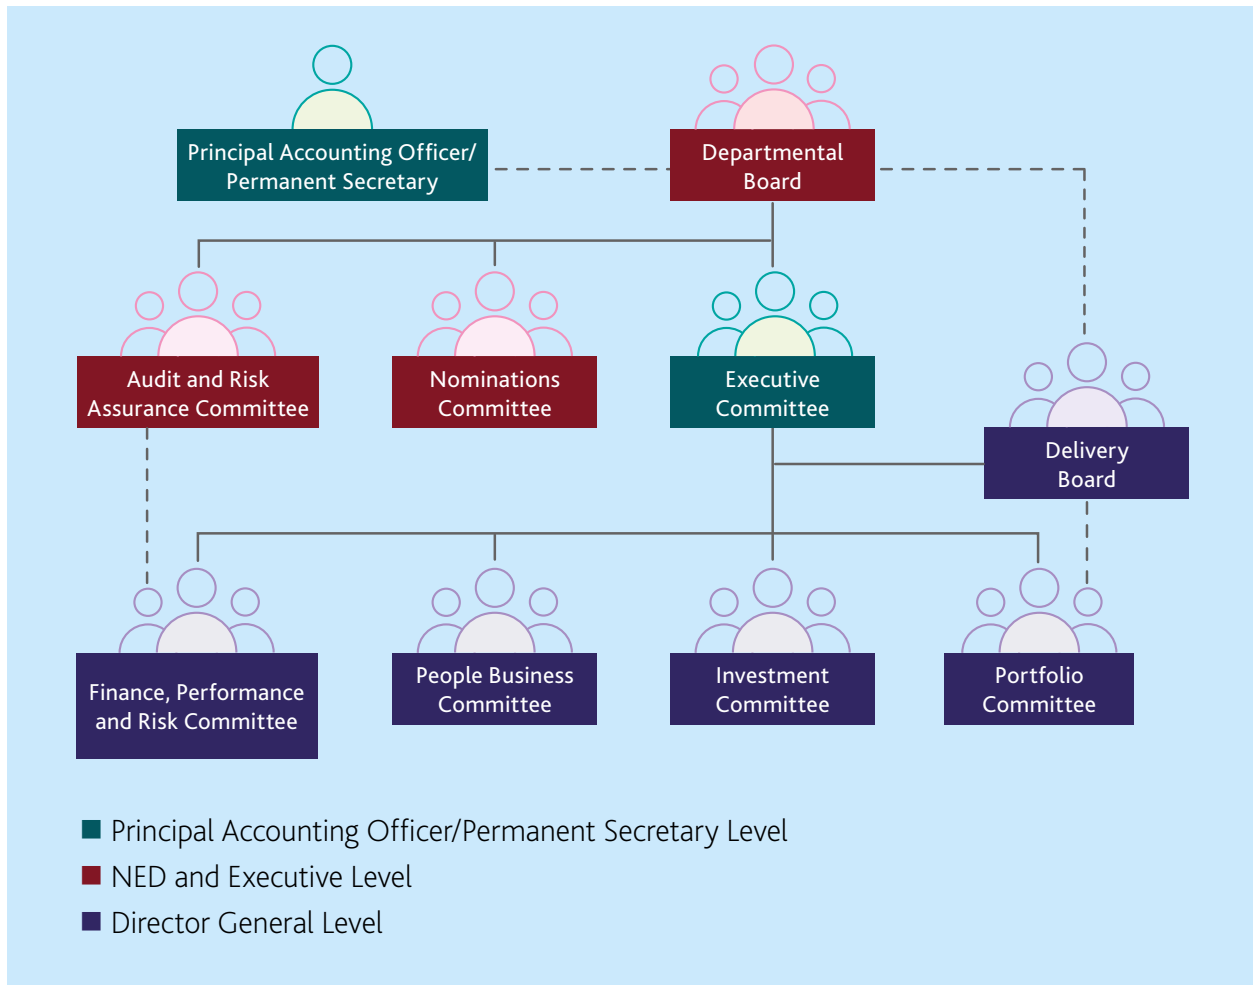 Principal Accounting Officer/
Permanent Secretary
Departmental
Board
Audit and Risk
Assurance Committee
Nominations
Committee
Executive
Committee
Delivery
Board
Finance, Performance
and Risk Committee
People Business
Committee
Investment
Committee
Portfolio
Committee
Principal Accounting Officer/Permanent Secretary Level
NED and Executive Level
Director General Level